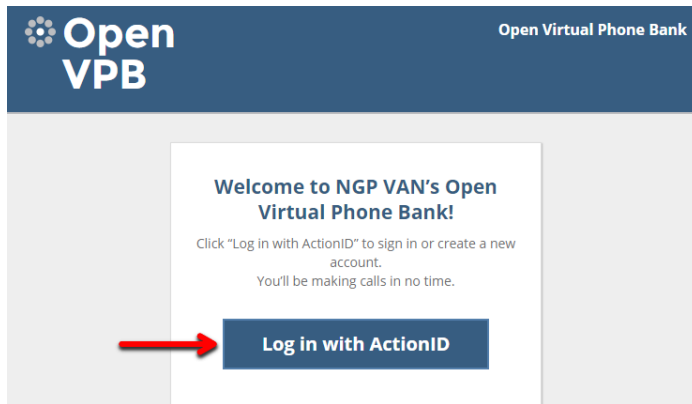 Open
VPB
Open Virtual Phone Bank
Welcome to NGP VAN’s Open
Virtual Phone Bank!
Click “Log in with ActionID” to sign in or create a new
account.
You’ll be making calls in no time.
Log in with ActionID